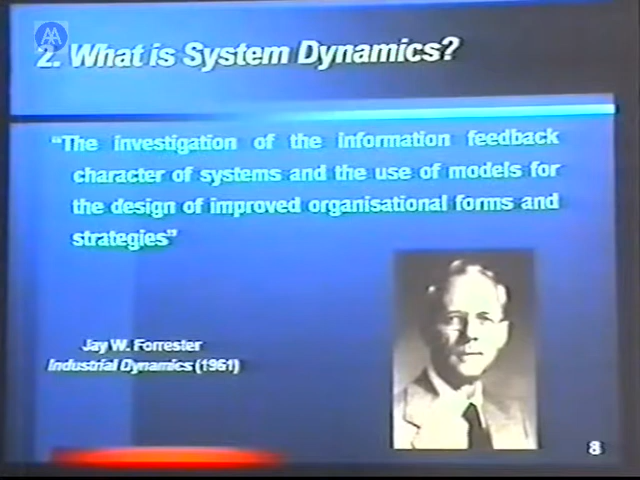 AA
2. What is System Dynamics?
“The investigation of the information feedback
character of systems and the use of models for
the design of improved organisational forms and
strategies”
Jay W. Forrester
Industrial Dynamics (1961)
8